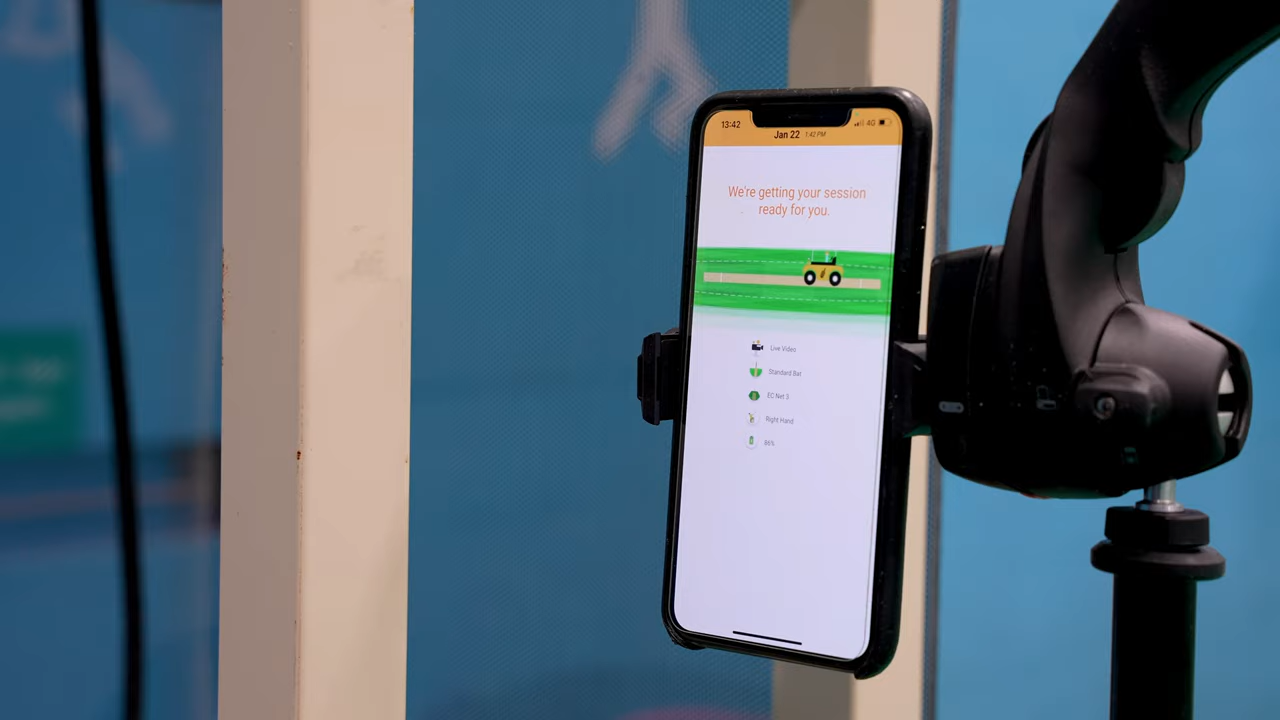 13:42
4G
Jan 22 1:42 PM
We're getting your session
ready for you.
Live Video
Standard Bat
EC Net 3
Right Hand
86%